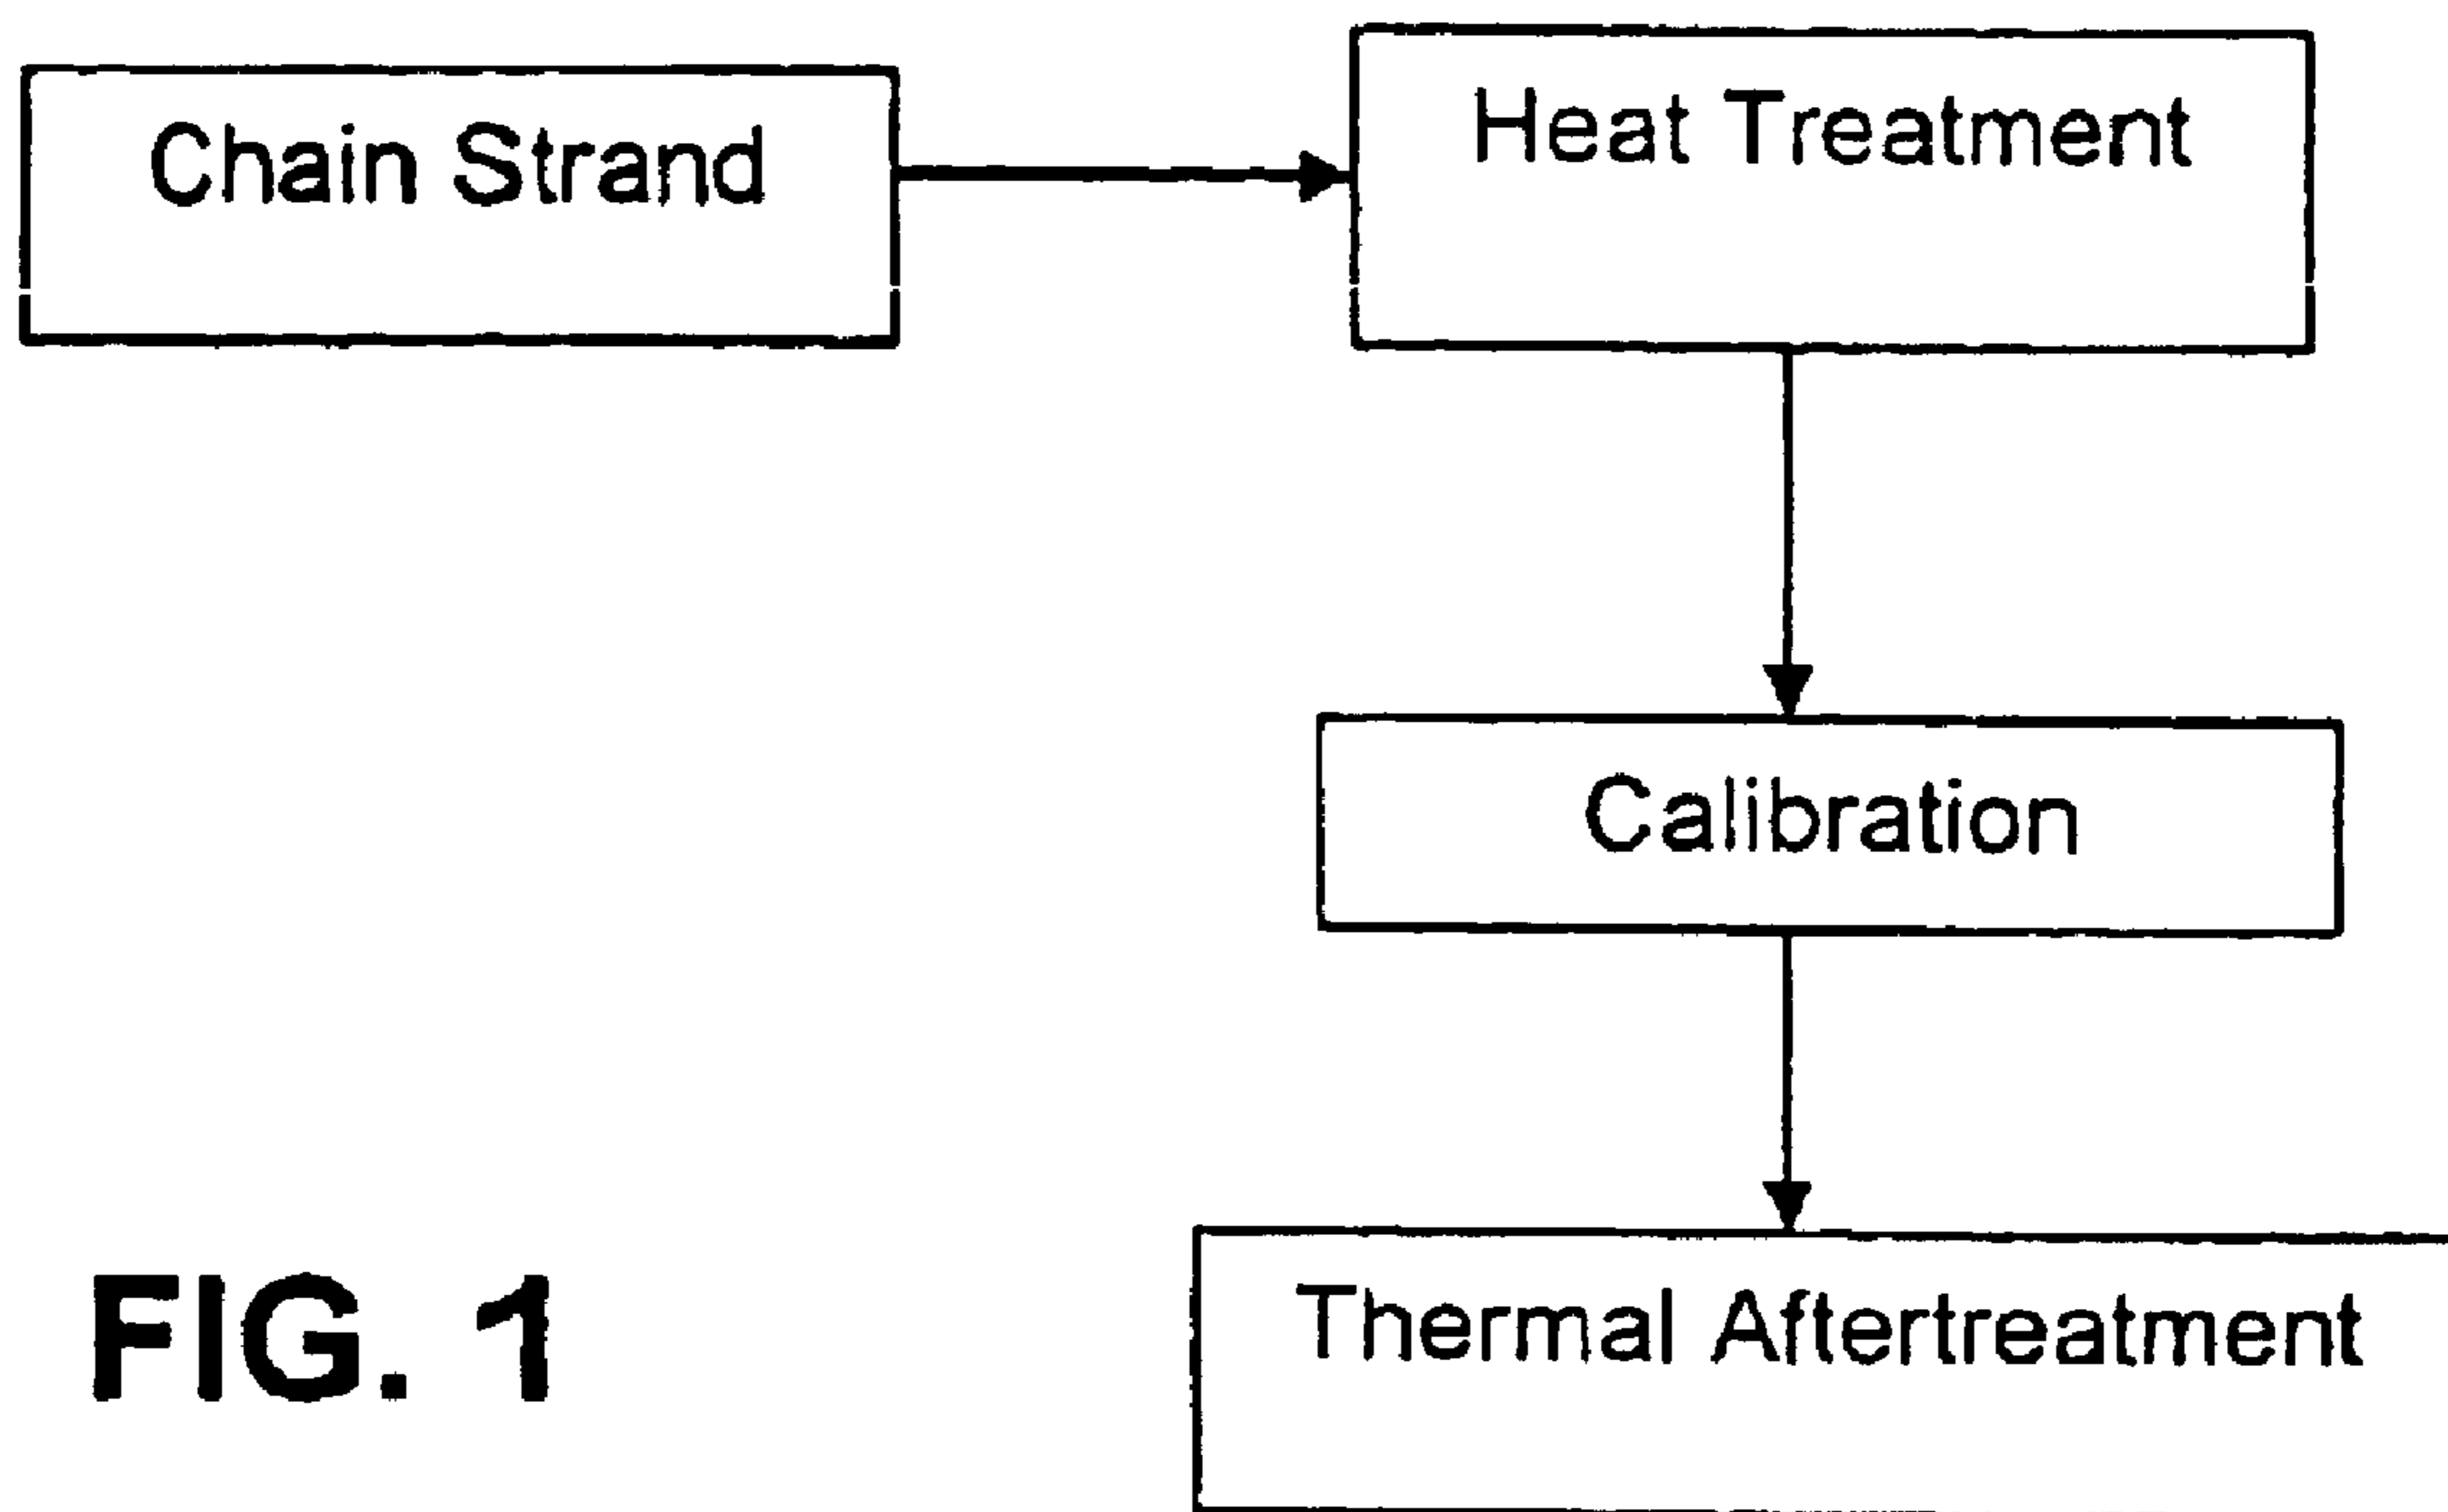 Chain Strand
Heat Treatment
Calibration
Thermal Aftertreatment
FIG. 1